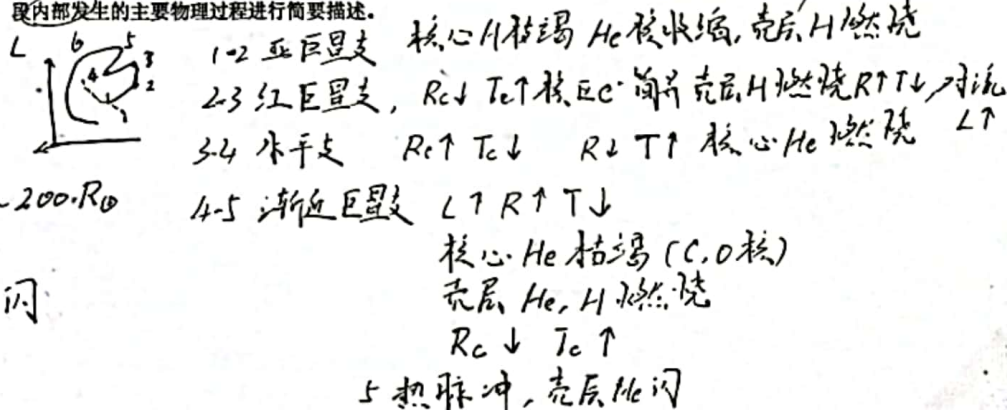 段内部发生的主要物理过程进行简要描述。
L 6 5 3 4 2 1
1-2 亚巨星支 核心H枯竭 He核收缩,壳层H燃烧
2-3 红巨星支, Rc↓ Tc↑ 核区e⁻简并 壳层H燃烧 R↑T↓, 对流
L↑
3-4 水平支 Rc↑ Tc↓ R↓ T↑ 核心He燃烧
~200.R⊕ 4-5 渐近巨星支 L↑ R↑ T↓
核心He枯竭(C,O核)
闪 壳层He,H燃烧
Rc↓ Tc↑
5 热脉冲,壳层He闪